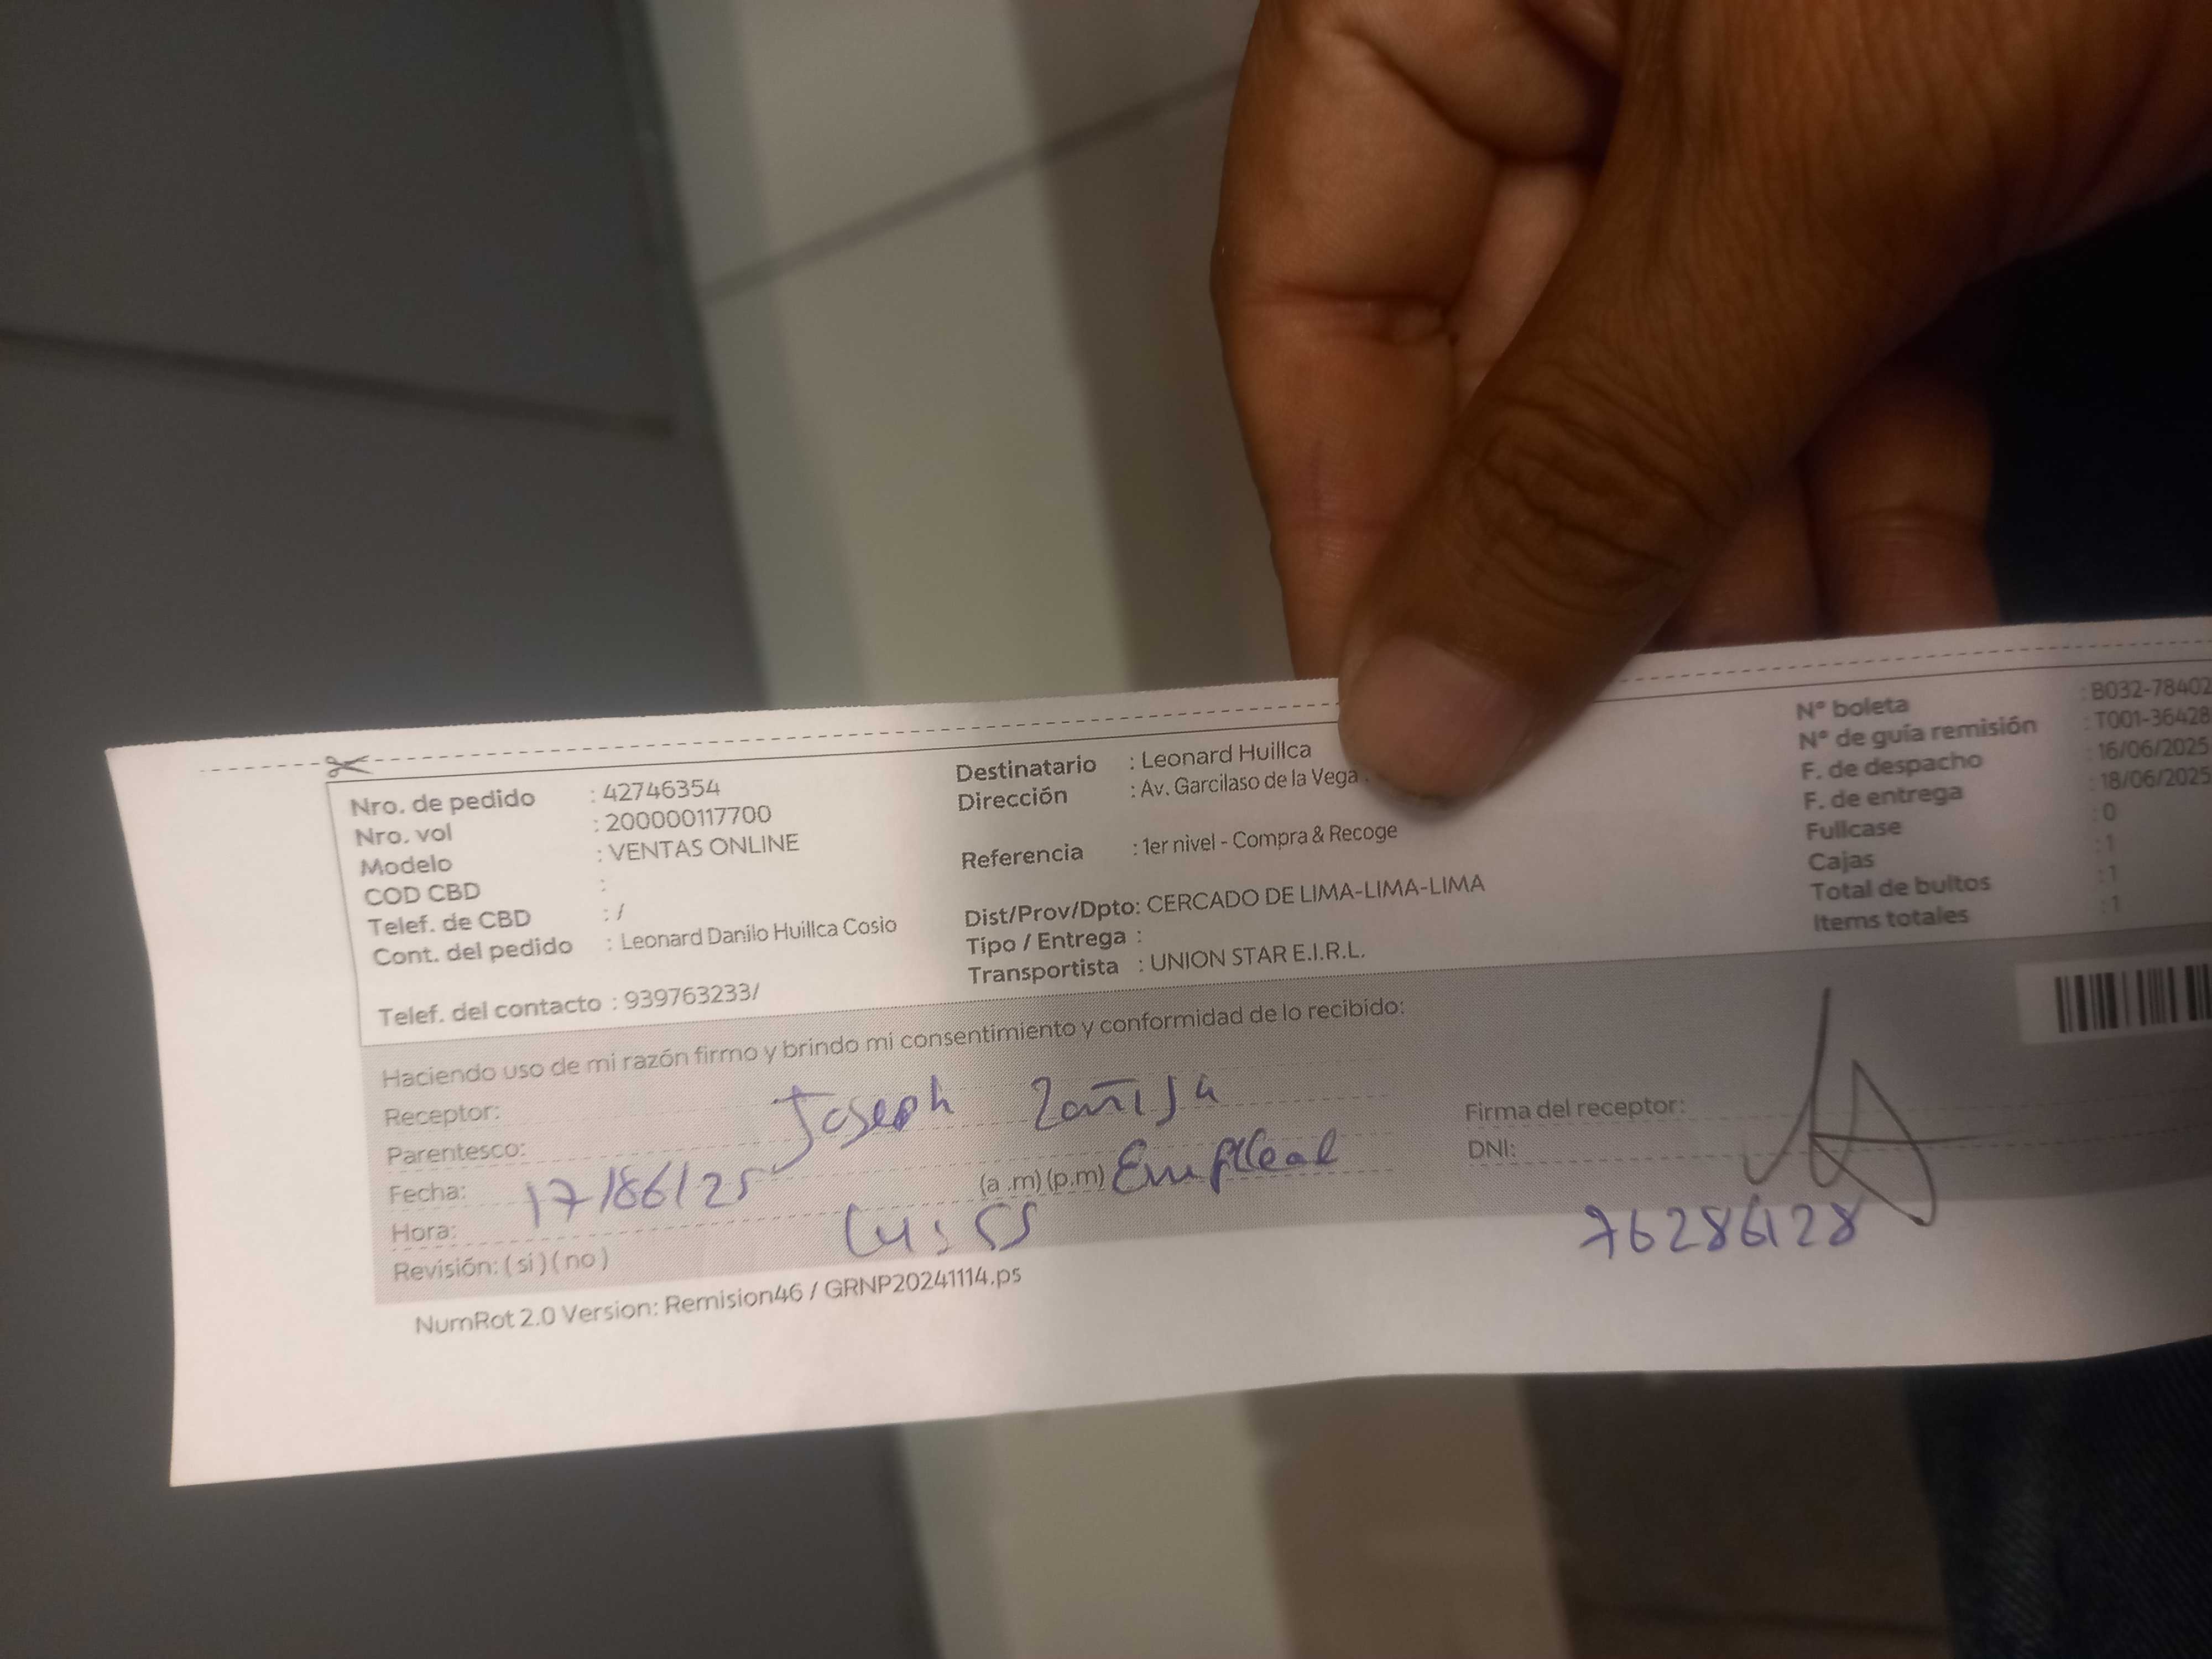 Nro. de pedido : 42746354
Nro. vol : 200000117700
Modelo : VENTAS ONLINE
COD CBD :
Telef. de CBD : /
Cont. del pedido : Leonard Danilo Huillca Cosio
Telef. del contacto : 939763233/
Destinatario : Leonard Huillca
Dirección : Av. Garcilaso de la Vega
Referencia : 1er nivel - Compra & Recoge
Dist/Prov/Dpto: CERCADO DE LIMA-LIMA-LIMA
Tipo / Entrega :
Transportista : UNION STAR E.I.R.L.
N° boleta : B032-78402
N° de guía remisión : T001-36428
F. de despacho : 16/06/2025
F. de entrega : 18/06/2025
Fullcase : 0
Cajas : 1
Total de bultos : 1
Items totales : 1
Haciendo uso de mi razón firmo y brindo mi consentimiento y conformidad de lo recibido:
Receptor: Joseph
Parentesco:
Fecha: 17/06/25
Hora: (a .m) (p.m)
Revisión: ( si ) ( no )
Firma del receptor:
DNI: 76286128
NumRot 2.0 Version: Remision46 / GRNP20241114.ps